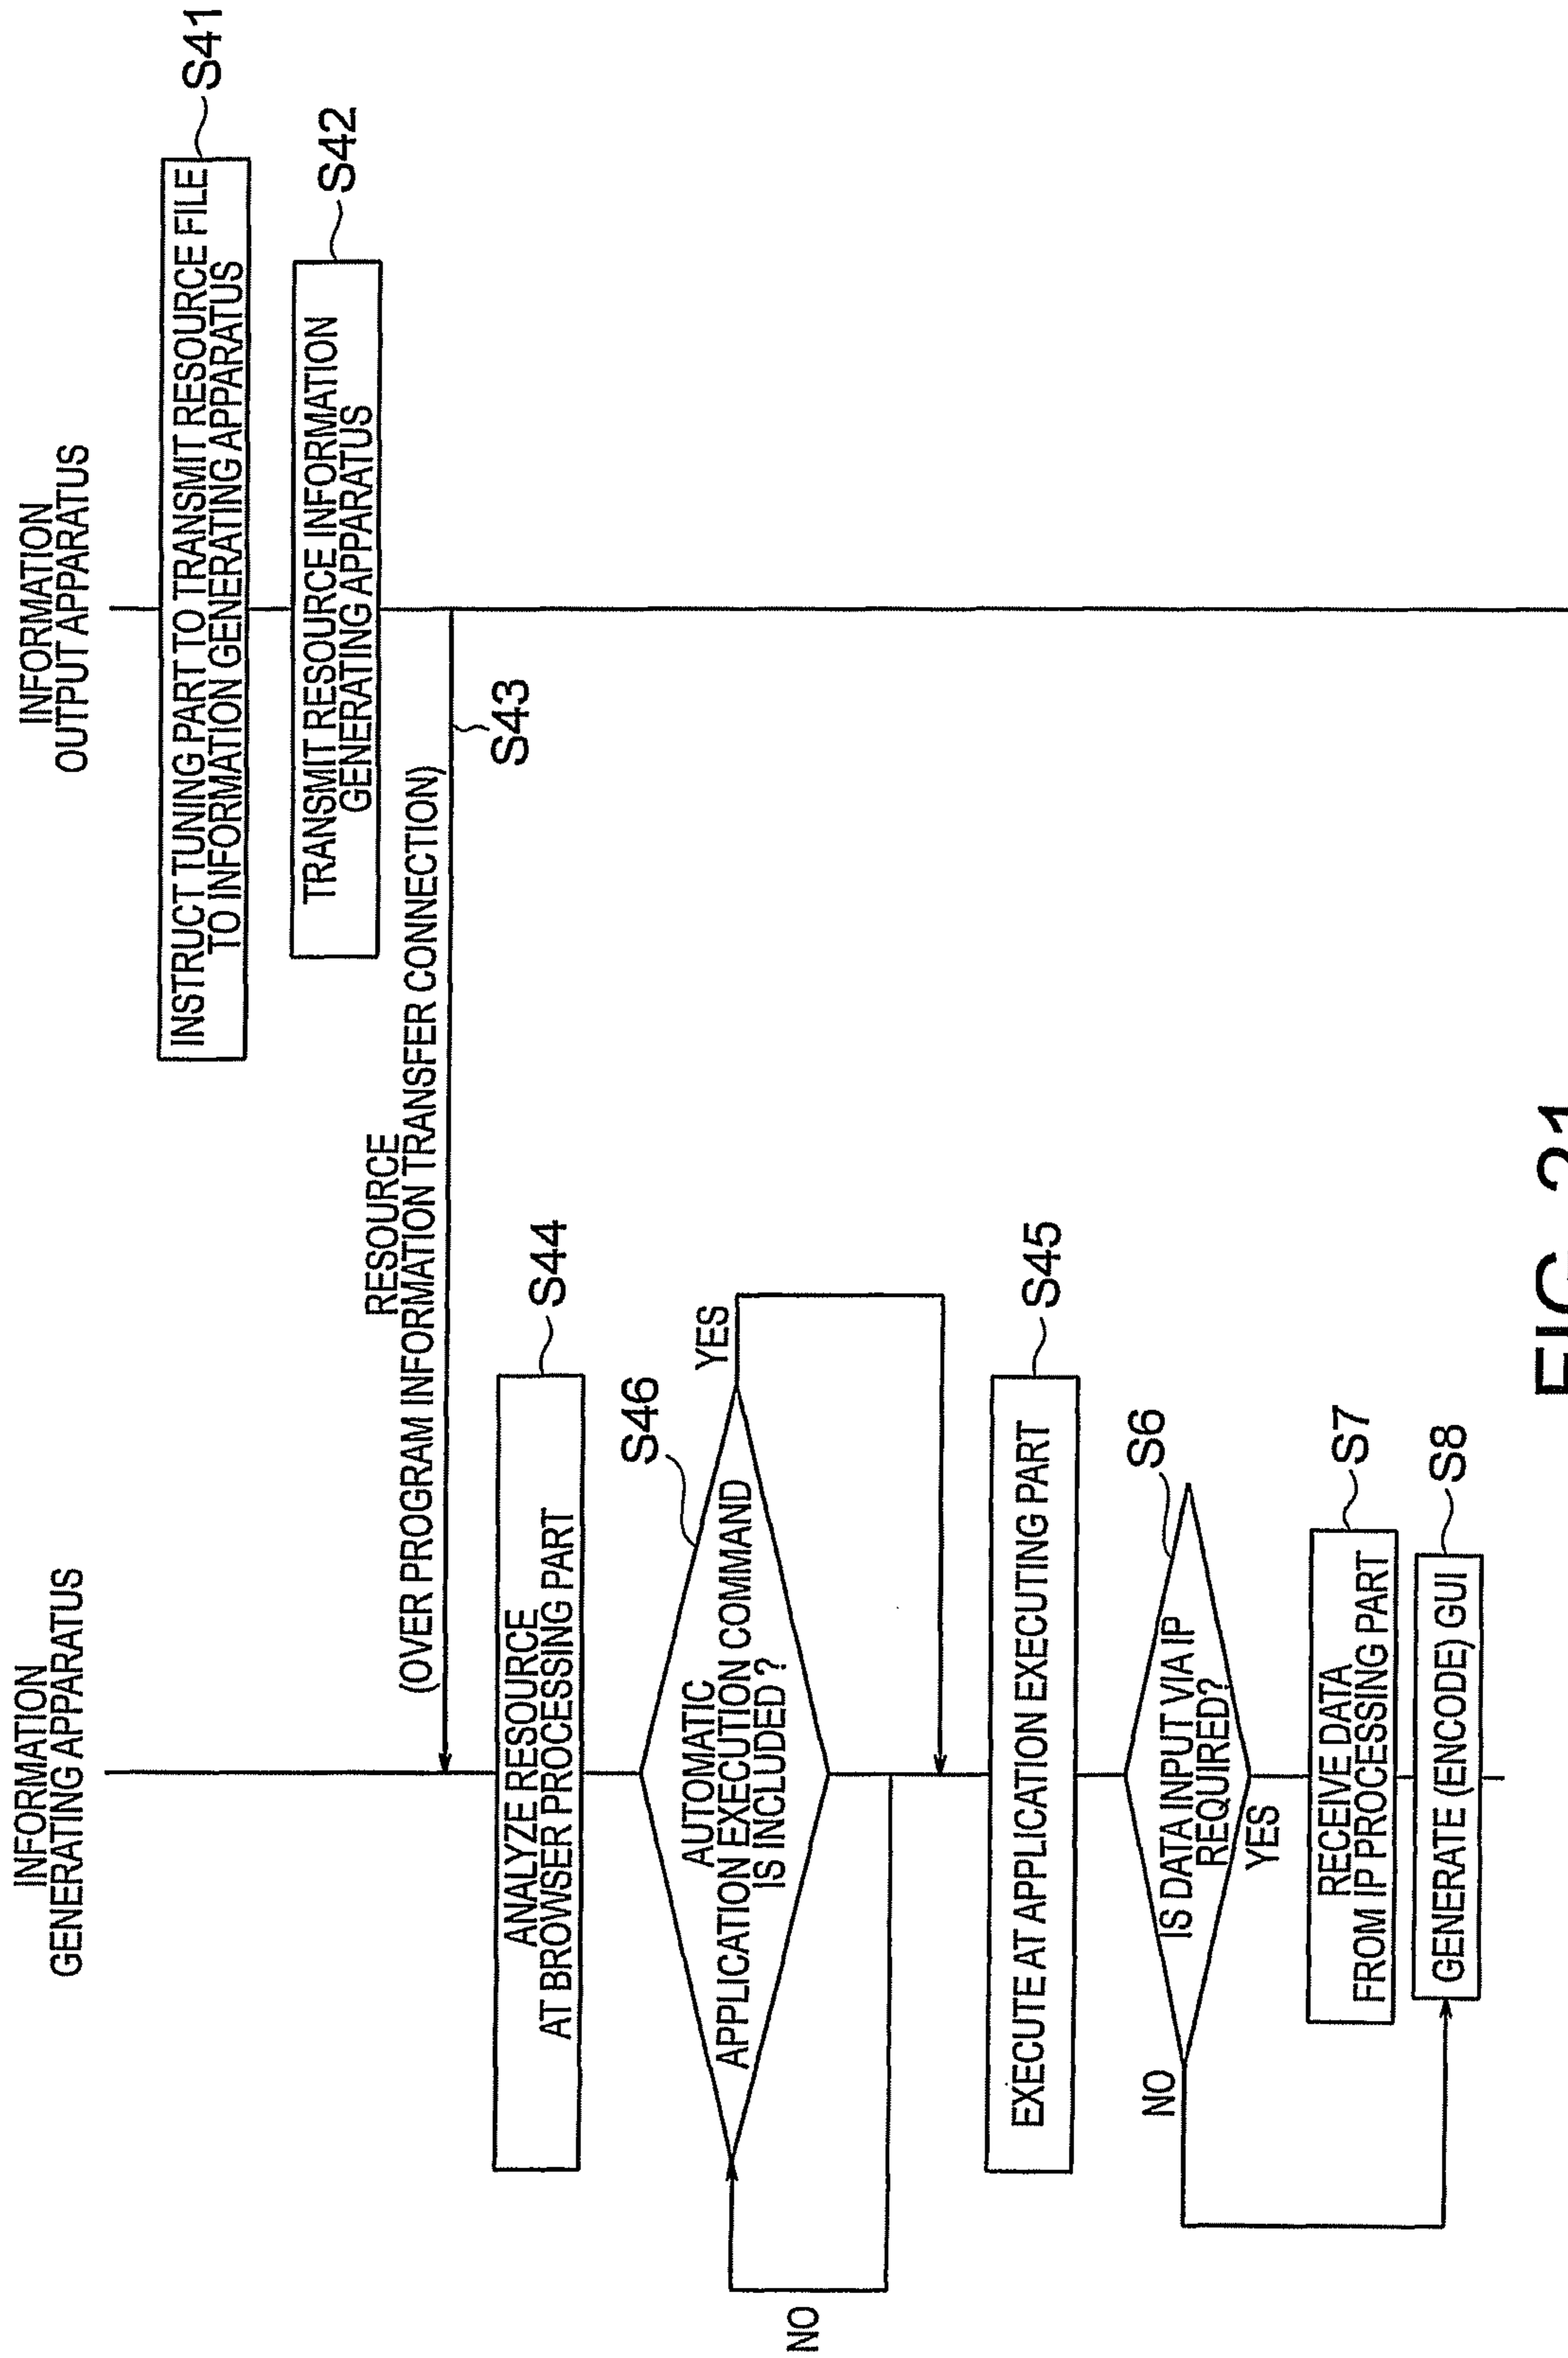 INFORMATION
GENERATING APPARATUS
INFORMATION
OUTPUT APPARATUS
INSTRUCT TUNING PART TO TRANSMIT RESOURCE FILE
TO INFORMATION GENERATING APPARATUS
S41
TRANSMIT RESOURCE INFORMATION
GENERATING APPARATUS
S42
RESOURCE
(OVER PROGRAM INFORMATION TRANSFER CONNECTION)
S43
ANALYZE RESOURCE
AT BROWSER PROCESSING PART
S44
AUTOMATIC
APPLICATION EXECUTION COMMAND
IS INCLUDED ?
S46
YES
NO
EXECUTE AT APPLICATION EXECUTING PART
S45
IS DATA INPUT VIA IP
REQUIRED?
S6
NO
YES
RECEIVE DATA
FROM IP PROCESSING PART
S7
GENERATE (ENCODE) GUI
S8